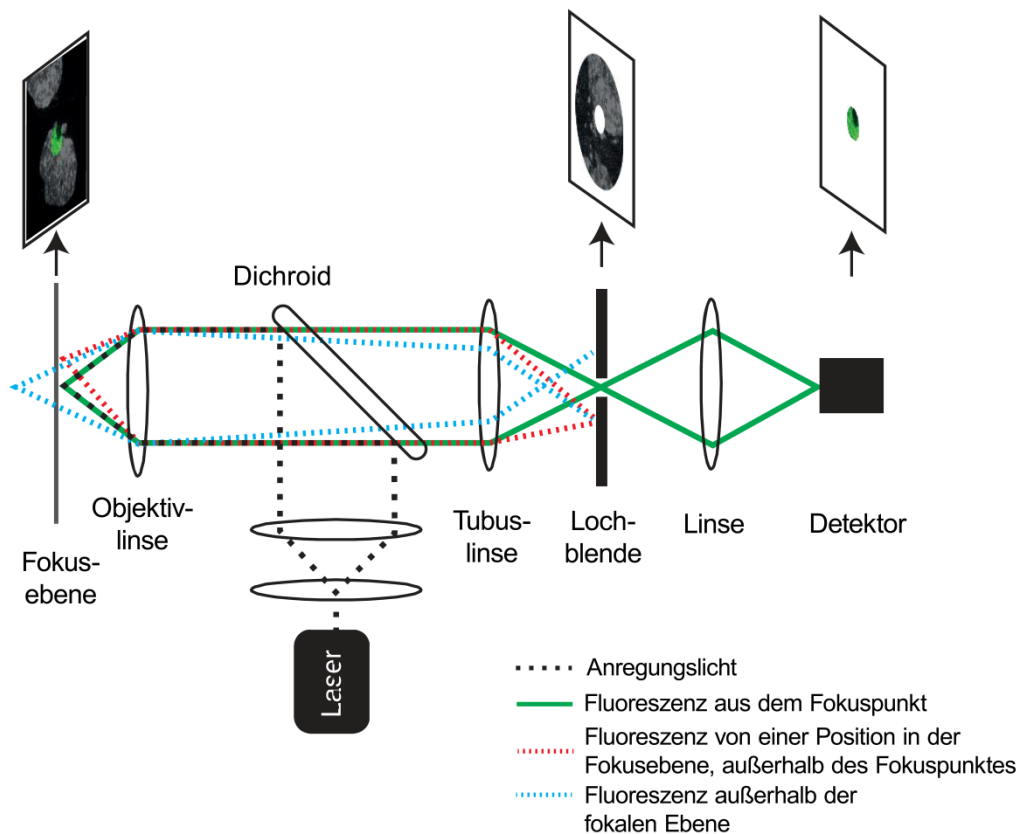 Dichroid
Objektiv-
linse
Fokus-
ebene
Tubus-
linse
Loch-
blende
Linse
Detektor
Laser
Anregungslicht
Fluoreszenz aus dem Fokuspunkt
Fluoreszenz von einer Position in der
Fokusebene, außerhalb des Fokuspunktes
Fluoreszenz außerhalb der
fokalen Ebene